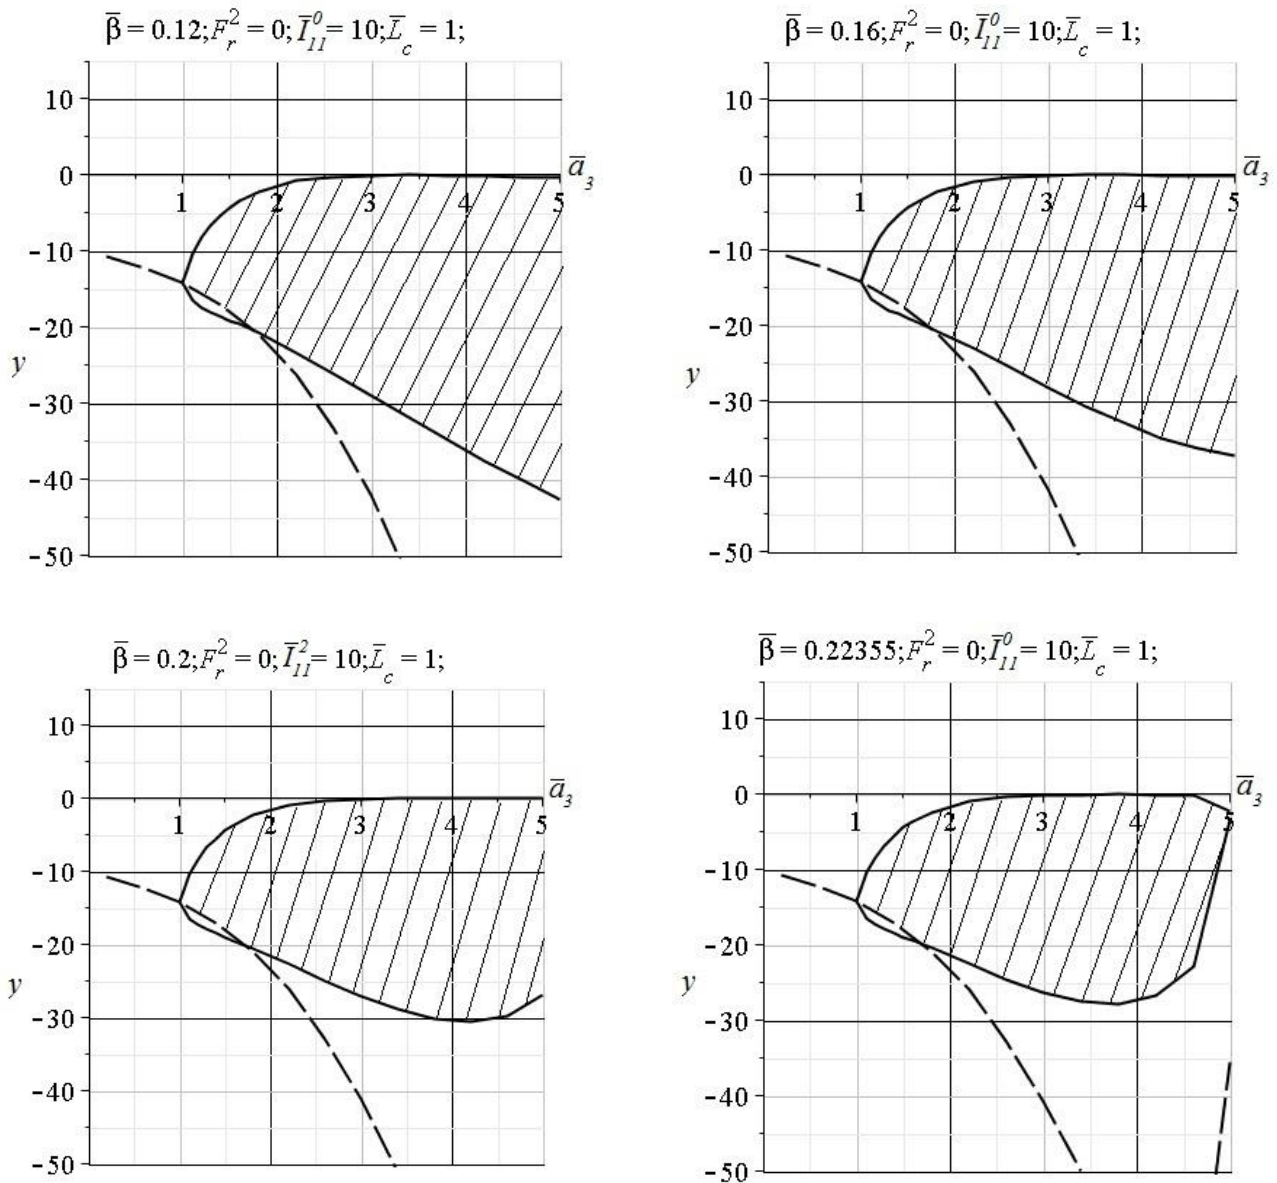 β̄ = 0.12; F_r^2 = 0; Ī_11^0 = 10; L̄_c = 1;
10
0
-10
-20
-30
-40
-50
1 2 3 4 5
ā_3
y
β̄ = 0.16; F_r^2 = 0; Ī_11^0 = 10; L̄_c = 1;
10
0
-10
-20
-30
-40
-50
1 2 3 4 5
ā_3
y
β̄ = 0.2; F_r^2 = 0; Ī_11^2 = 10; L̄_c = 1;
10
0
-10
-20
-30
-40
-50
1 2 3 4 5
ā_3
y
β̄ = 0.22355; F_r^2 = 0; Ī_11^0 = 10; L̄_c = 1;
10
0
-10
-20
-30
-40
-50
1 2 3 4 5
ā_3
y